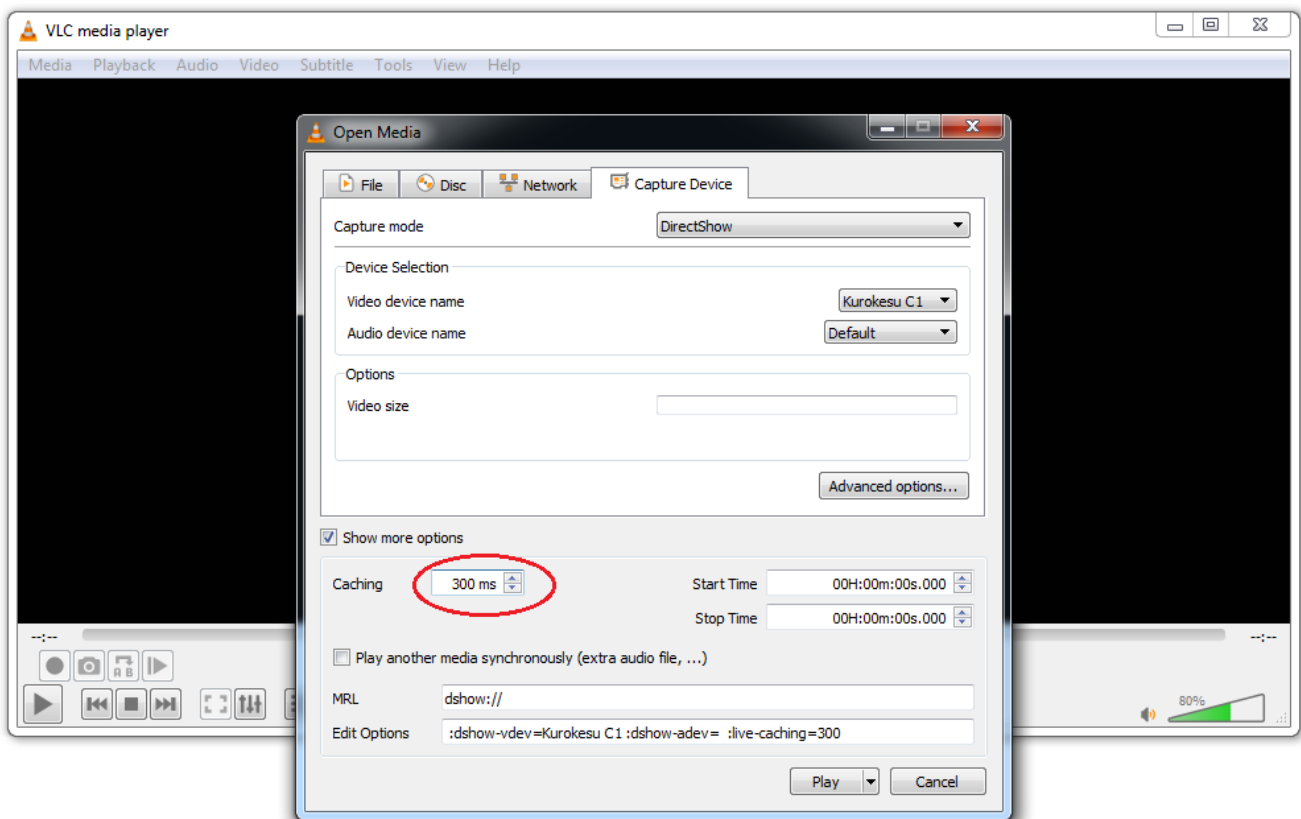 VLC media player
Media Playback Audio Video Subtitle Tools View Help
Open Media
File Disc Network Capture Device
Capture mode DirectShow
Device Selection
Video device name Kurokesu C1
Audio device name Default
Options
Video size
Advanced options...
Show more options
Caching 300 ms Start Time 00H:00m:00s.000
Stop Time 00H:00m:00s.000
--:-- --:--
Play another media synchronously (extra audio file, ...)
A B
MRL dshow://
80%
Edit Options :dshow-vdev=Kurokesu C1 :dshow-adev= :live-caching=300
Play Cancel